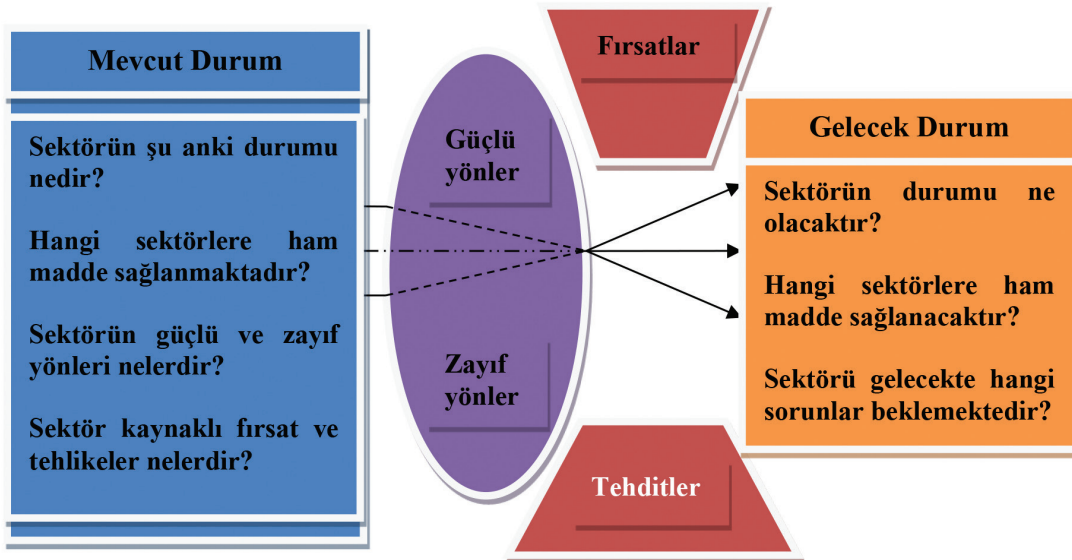 Mevcut Durum
Sektörün şu anki durumu
nedir?
Hangi sektörlere ham
madde sağlanmaktadır?
Sektörün güçlü ve zayıf
yönleri nelerdir?
Sektör kaynaklı fırsat ve
tehlikeler nelerdir?
Güçlü
yönler
Zayıf
yönler
Fırsatlar
Tehditler
Gelecek Durum
Sektörün durumu ne
olacaktır?
Hangi sektörlere ham
madde sağlanacaktır?
Sektörü gelecekte hangi
sorunlar beklemektedir?